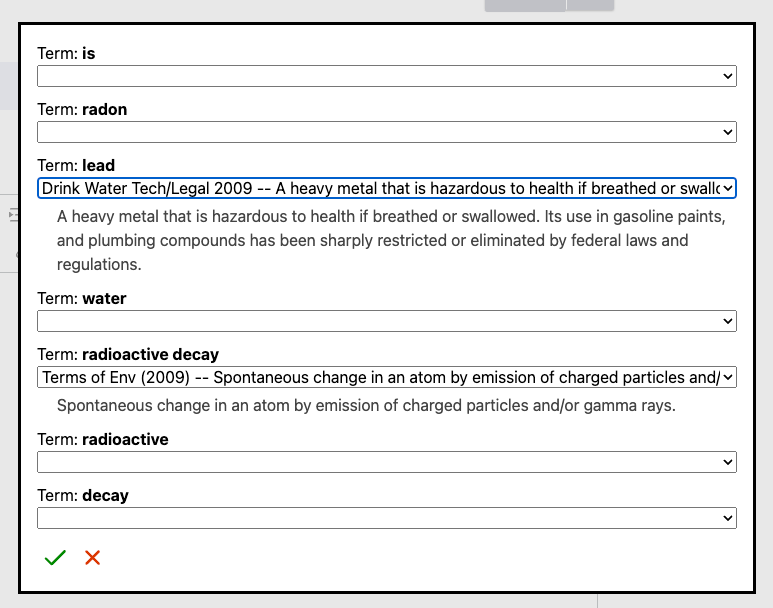 Term: is
Term: radon
Term: lead
Drink Water Tech/Legal 2009 -- A heavy metal that is hazardous to health if breathed or
A heavy metal that is hazardous to health if breathed or swallowed. Its use in gasoline paints,
and plumbing compounds has been sharply restricted or eliminated by federal laws and
regulations.
Term: water
Term: radioactive decay
Terms of Env (2009) -- Spontaneous change in an atom by emission of charged particles and/
Spontaneous change in an atom by emission of charged particles and/or gamma rays.
Term: radioactive
Term: decay